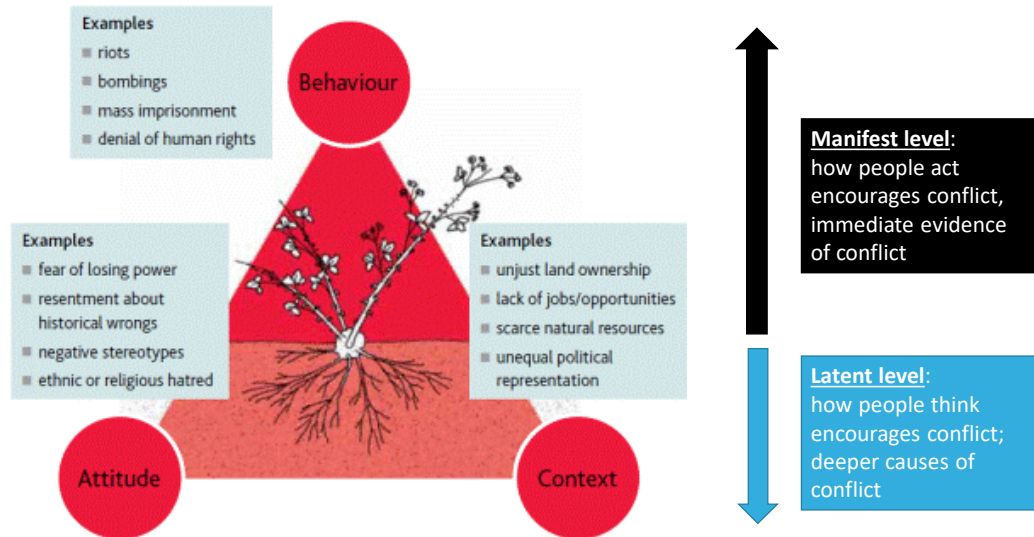 Examples
riots
bombings
mass imprisonment
denial of human rights
Behaviour
Examples
fear of losing power
resentment about
historical wrongs
negative stereotypes
ethnic or religious hatred
Examples
unjust land ownership
lack of jobs/opportunities
scarce natural resources
unequal political
representation
Attitude
Context
Manifest level:
how people act
encourages conflict,
immediate evidence
of conflict
Latent level:
how people think
encourages conflict;
deeper causes of
conflict